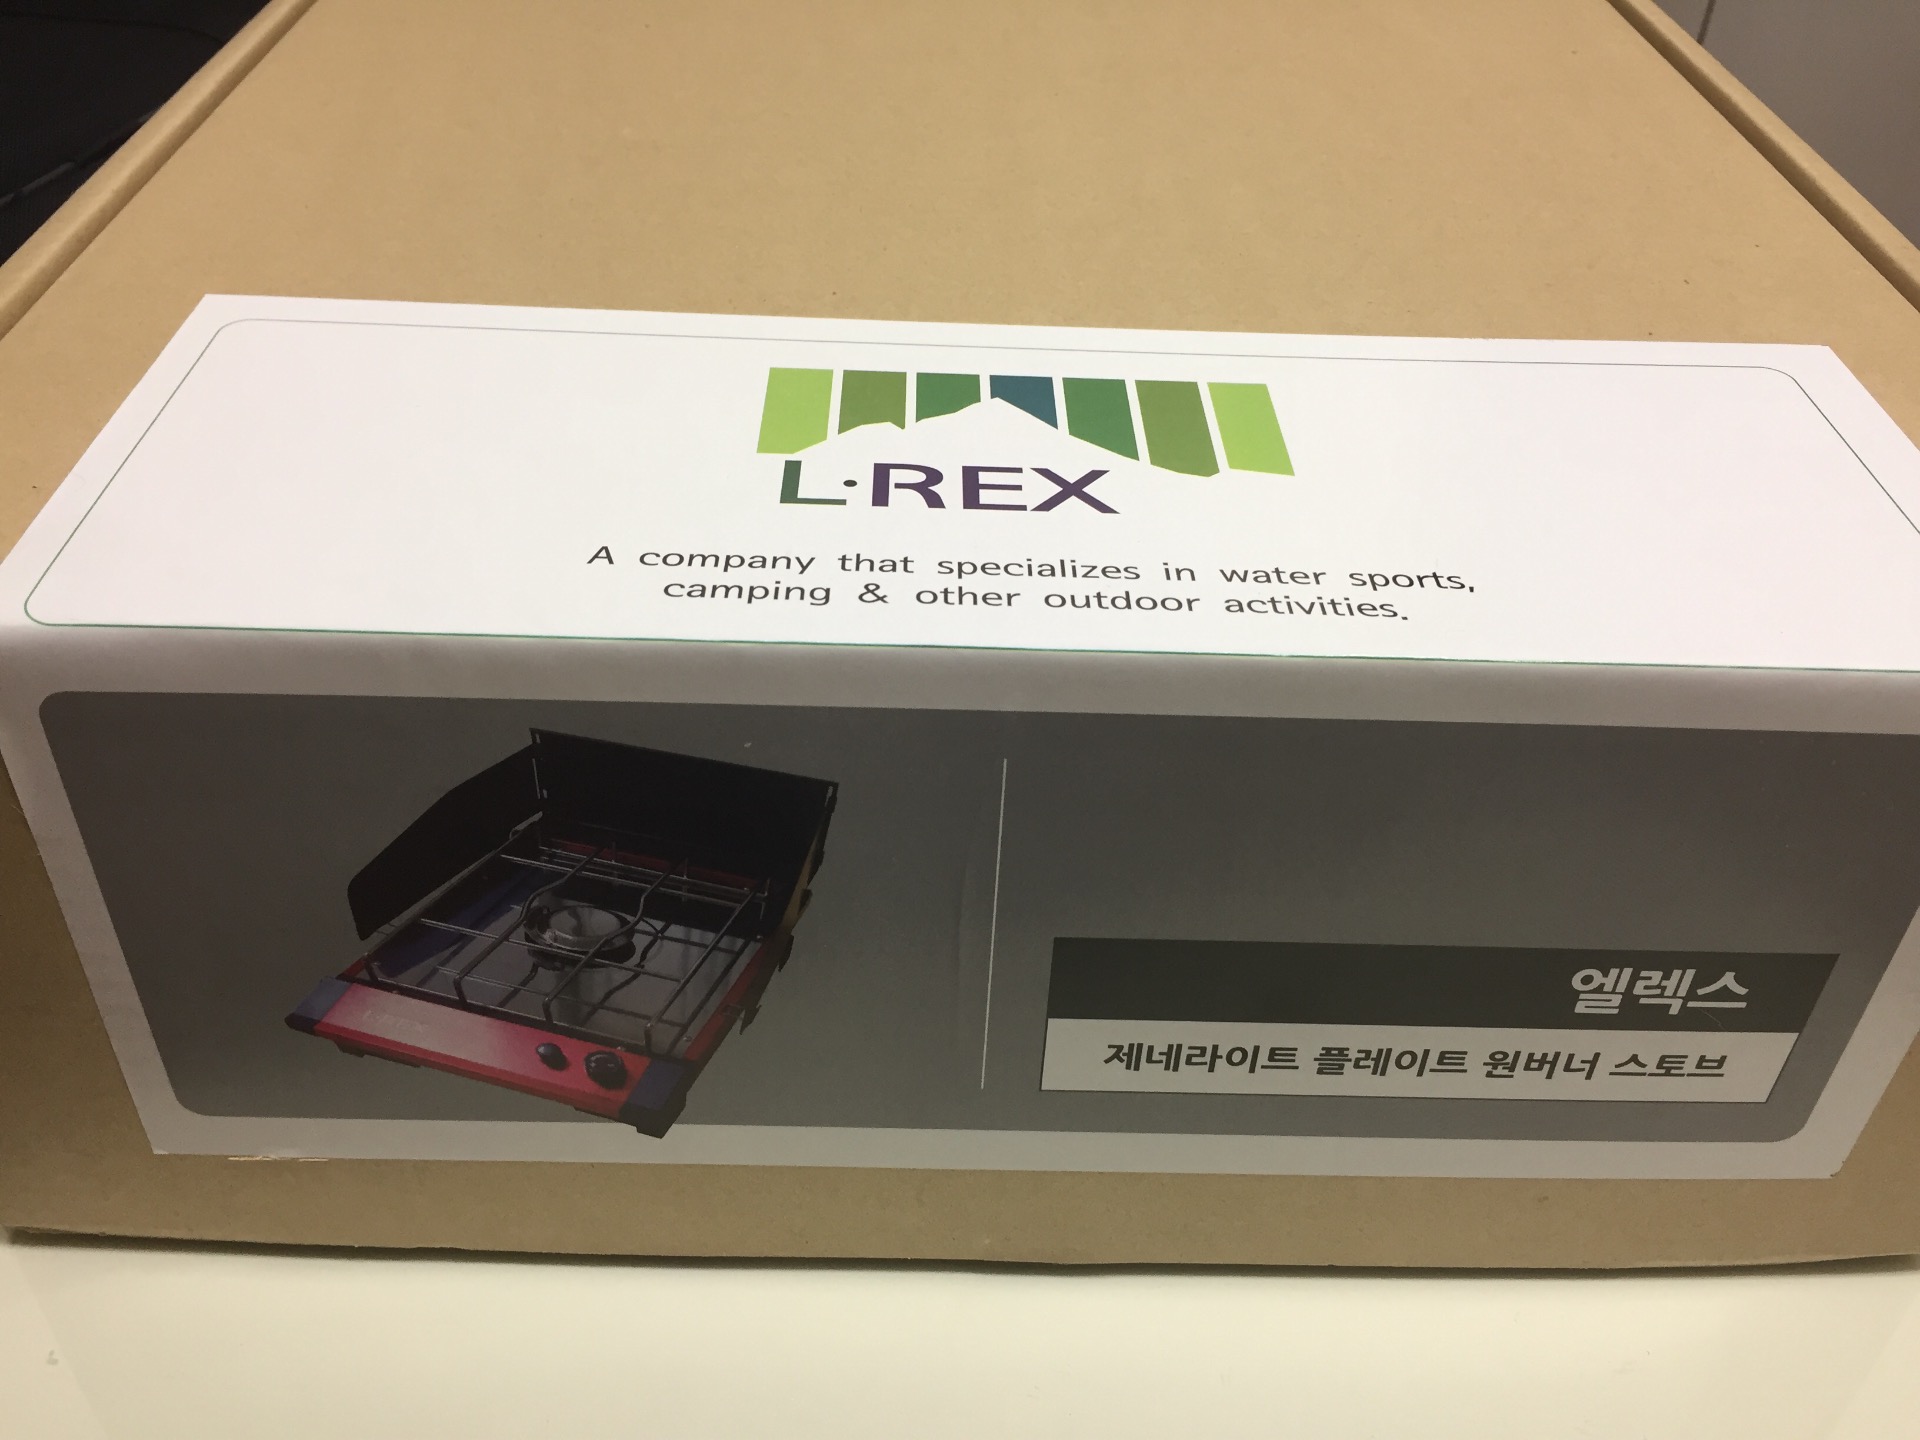 L·REX
A company that specializes in water sports,
camping & other outdoor activities.
L·REX
엘렉스
제네라이트 플레이트 원버너 스토브